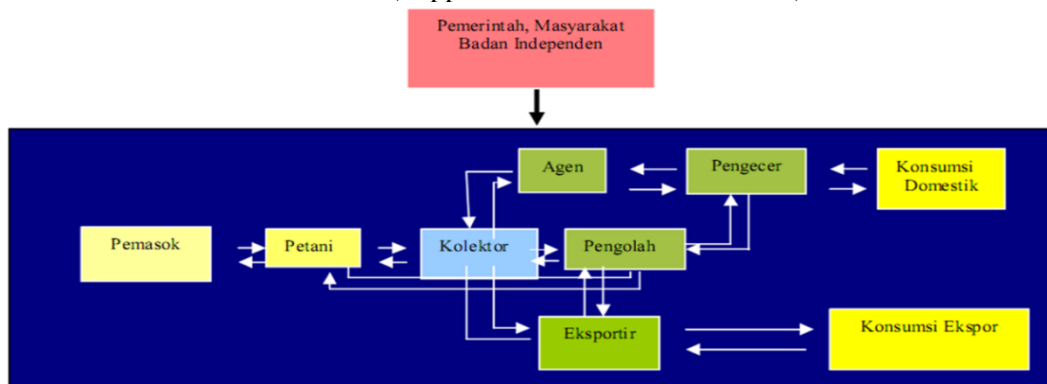 Pemerintah, Masyarakat
Badan Independen
Agen
Pengecer
Konsumsi
Domestik
Pemasok
Petani
Kolektor
Pengolah
Eksportir
Konsumsi Ekspor